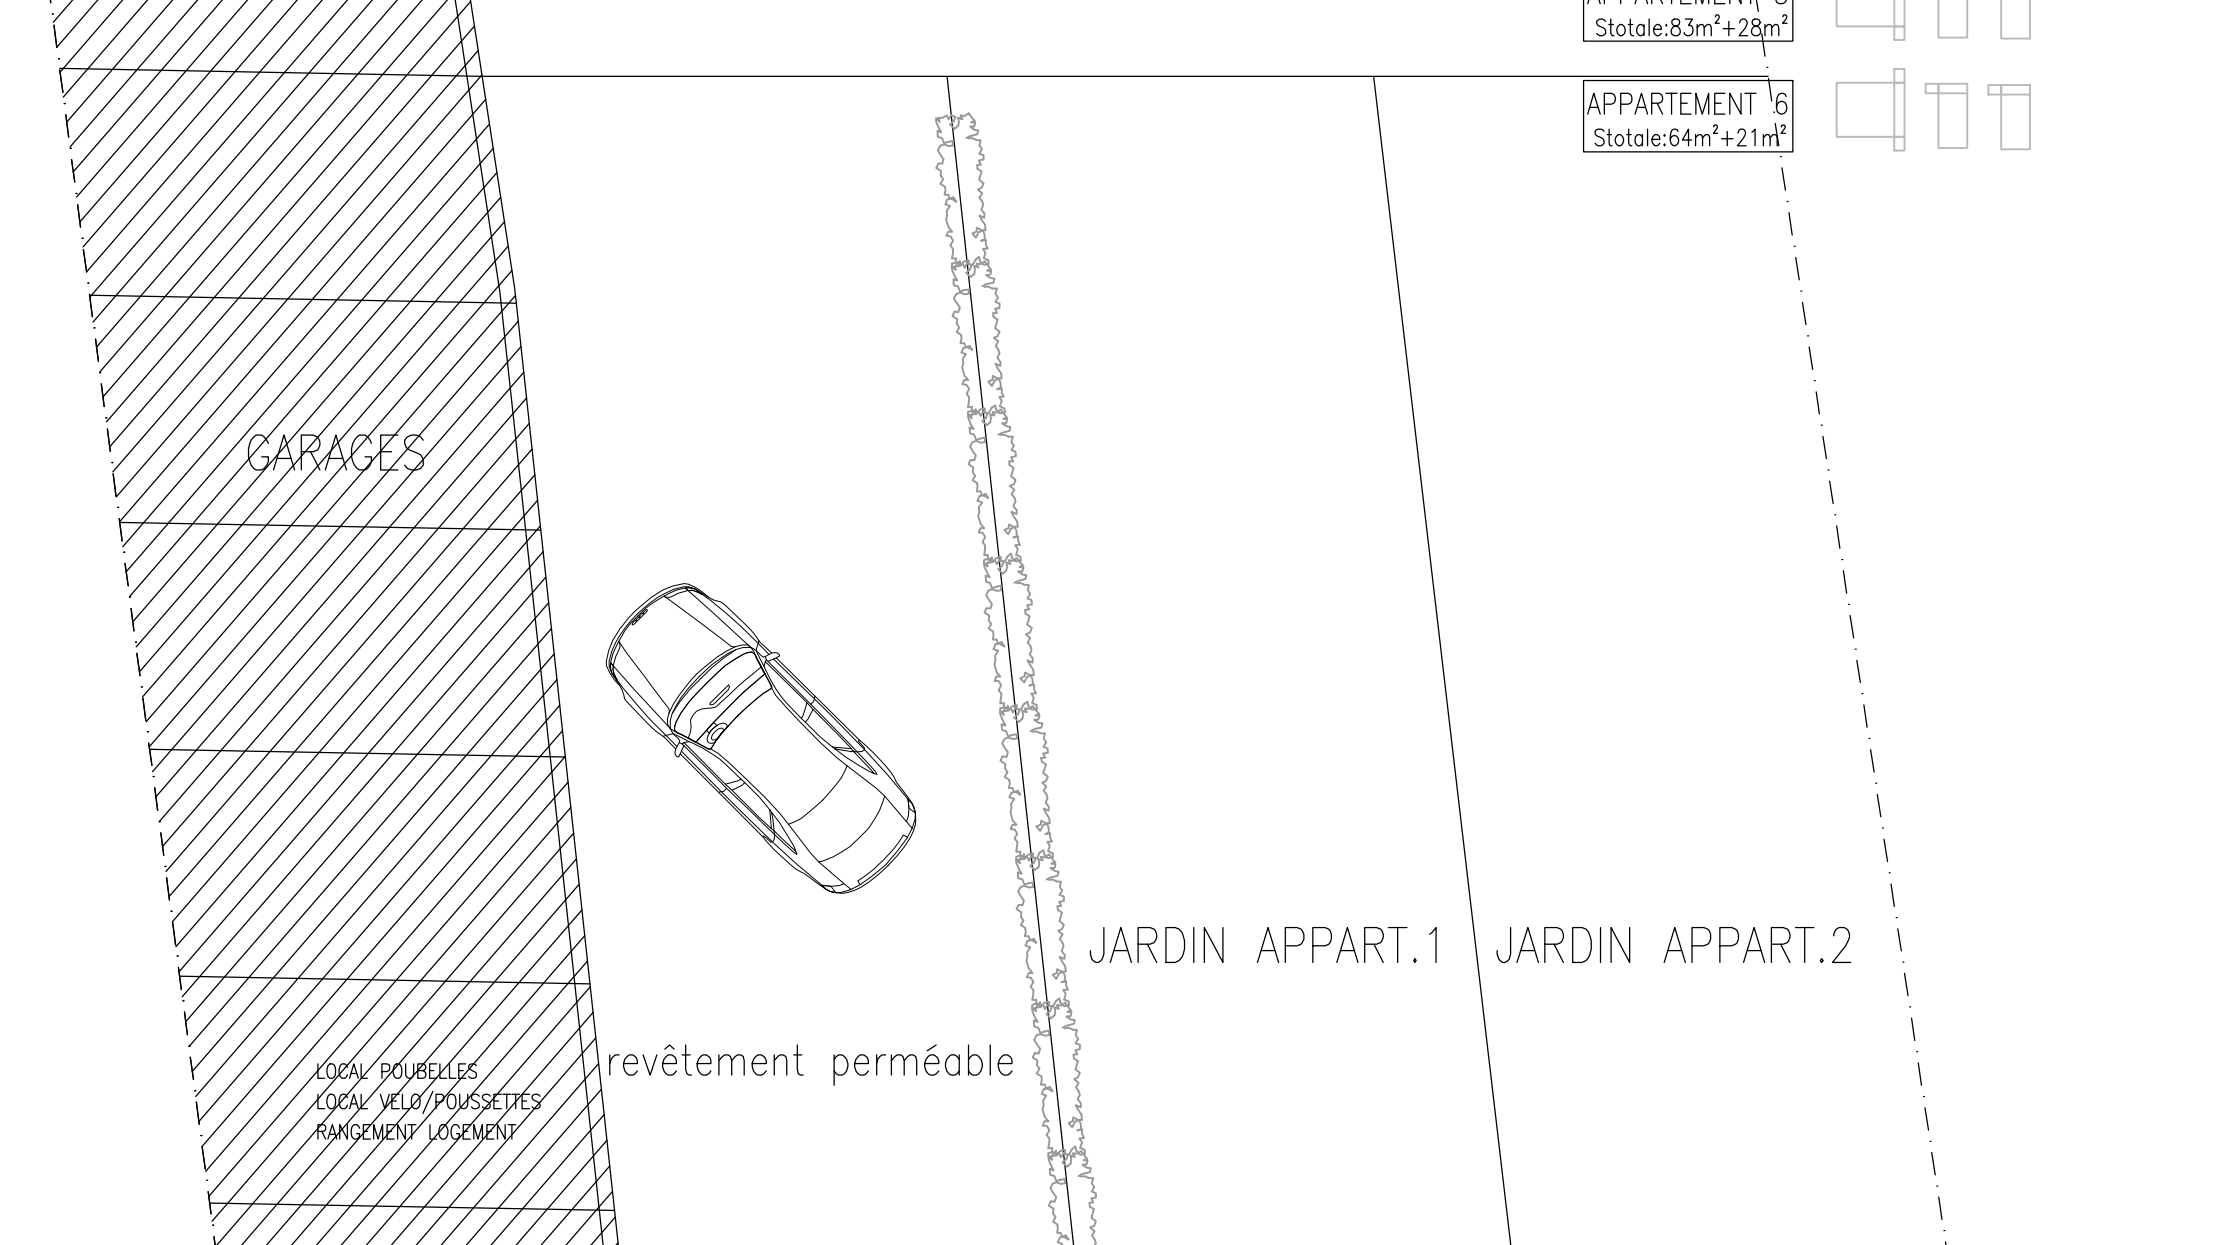 Stotale:83m²+28m²
APPARTEMENT 6
Stotale:64m²+21m²
GARAGES
JARDIN APPART.1
JARDIN APPART.2
revêtement perméable
LOCAL POUBELLES
LOCAL VELO/POUSSETTES
RANGEMENT LOGEMENT